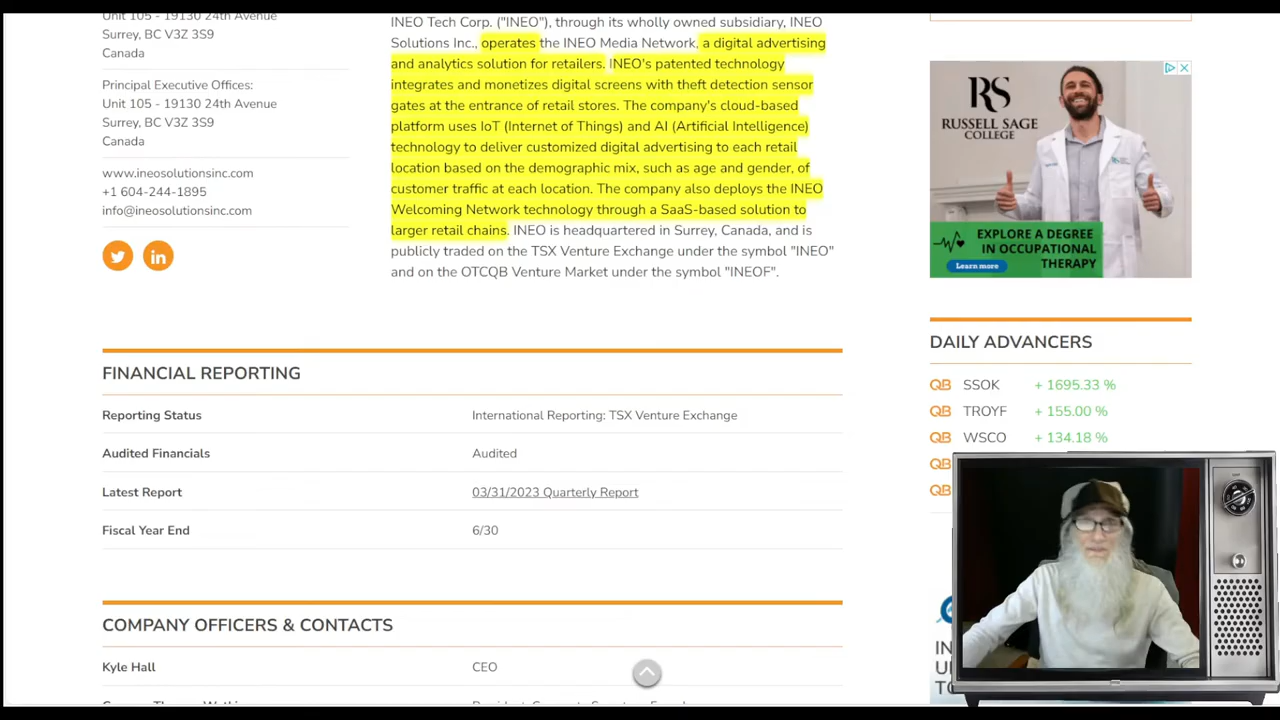 Unit 105 - 19130 24th Avenue
Surrey, BC V3Z 3S9
Canada
Principal Executive Offices:
Unit 105 - 19130 24th Avenue
Surrey, BC V3Z 3S9
Canada
www.ineosolutionsinc.com
+1 604-244-1895
info@ineosolutionsinc.com
INEO Tech Corp. ("INEO"), through its wholly owned subsidiary, INEO
Solutions Inc., operates the INEO Media Network, a digital advertising
and analytics solution for retailers. INEO's patented technology
integrates and monetizes digital screens with theft detection sensor
gates at the entrance of retail stores. The company's cloud-based
platform uses IoT (Internet of Things) and AI (Artificial Intelligence)
technology to deliver customized digital advertising to each retail
location based on the demographic mix, such as age and gender, of
customer traffic at each location. The company also deploys the INEO
Welcoming Network technology through a SaaS-based solution to
larger retail chains. INEO is headquartered in Surrey, Canada, and is
publicly traded on the TSX Venture Exchange under the symbol "INEO"
and on the OTCQB Venture Market under the symbol "INEOF".
FINANCIAL REPORTING
Reporting Status International Reporting: TSX Venture Exchange
Audited Financials Audited
Latest Report 03/31/2023 Quarterly Report
Fiscal Year End 6/30
COMPANY OFFICERS & CONTACTS
Kyle Hall CEO
RS
RUSSELL SAGE
COLLEGE
EXPLORE A DEGREE
IN OCCUPATIONAL
THERAPY
Learn more
DAILY ADVANCERS
QB SSOK + 1695.33 %
QB TROYF + 155.00 %
QB WSCO + 134.18 %
QB
QB
IN